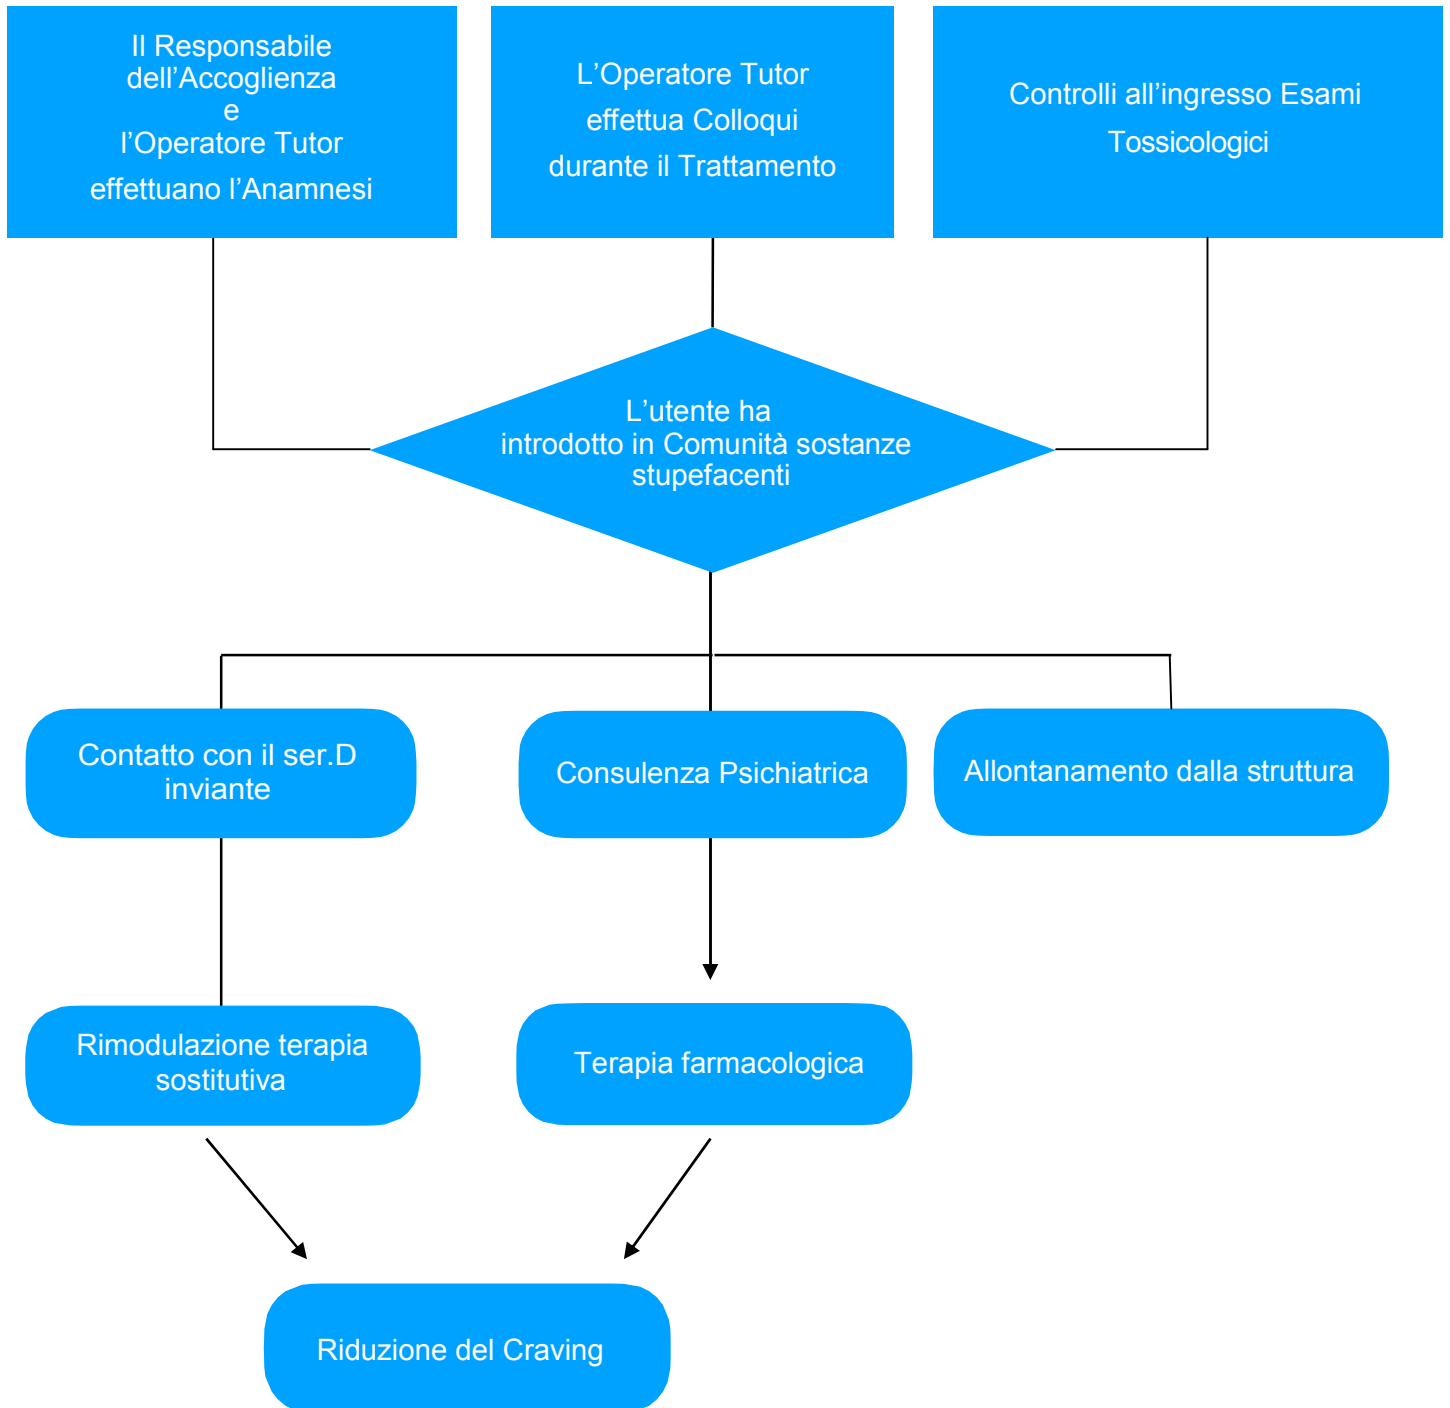 Il Responsabile
dell’Accoglienza
e
l’Operatore Tutor
effettuano l’Anamnesi
L’Operatore Tutor
effettua Colloqui
durante il Trattamento
Controlli all’ingresso Esami
Tossicologici
L’utente ha
introdotto in Comunità sostanze
stupefacenti
Contatto con il ser.D
inviante
Consulenza Psichiatrica
Allontanamento dalla struttura
Rimodulazione terapia
sostitutiva
Terapia farmacologica
Riduzione del Craving